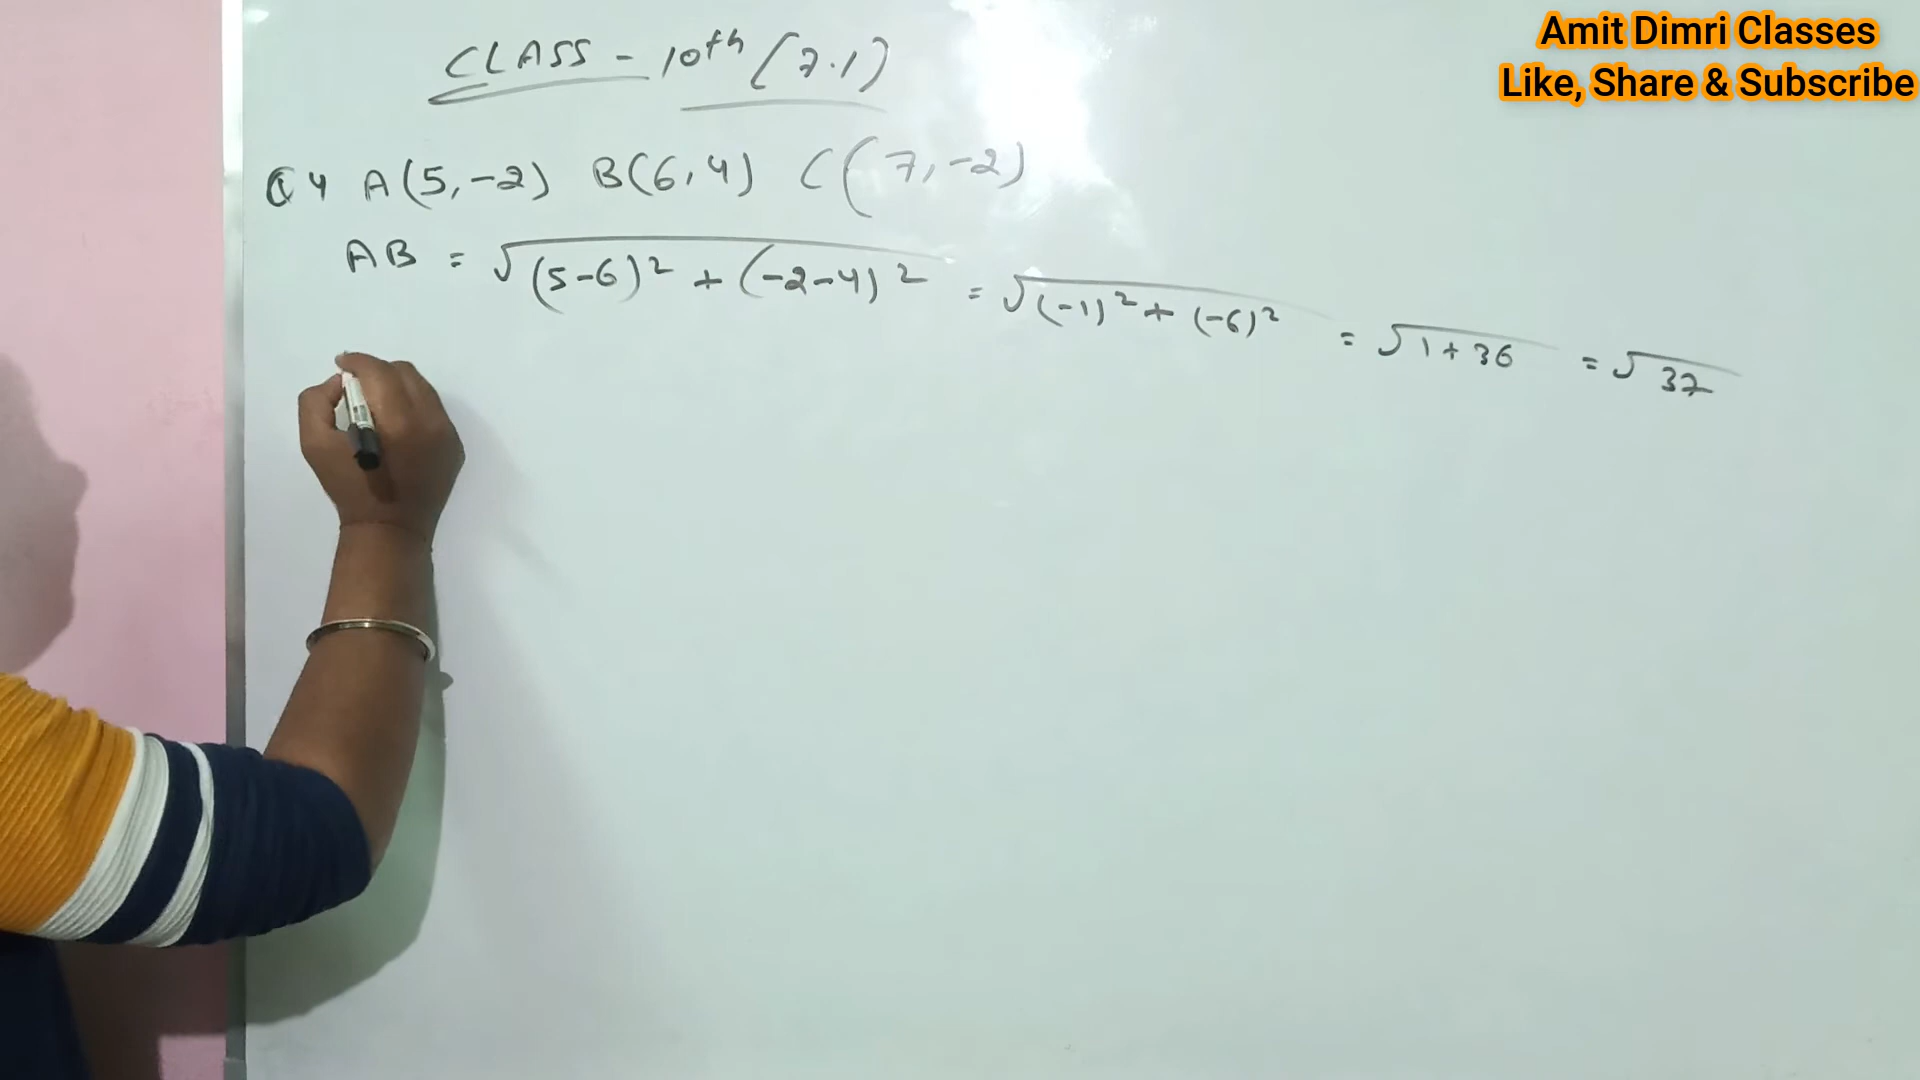 Amit Dimri Classes
Like, Share & Subscribe
CLASS - 10th (7.1)
Q4 A(5,-2) B(6,4) C(7,-2)
AB = √(5-6)² + (-2-4)² = √(-1)² + (-6)² = √1+36 = √37